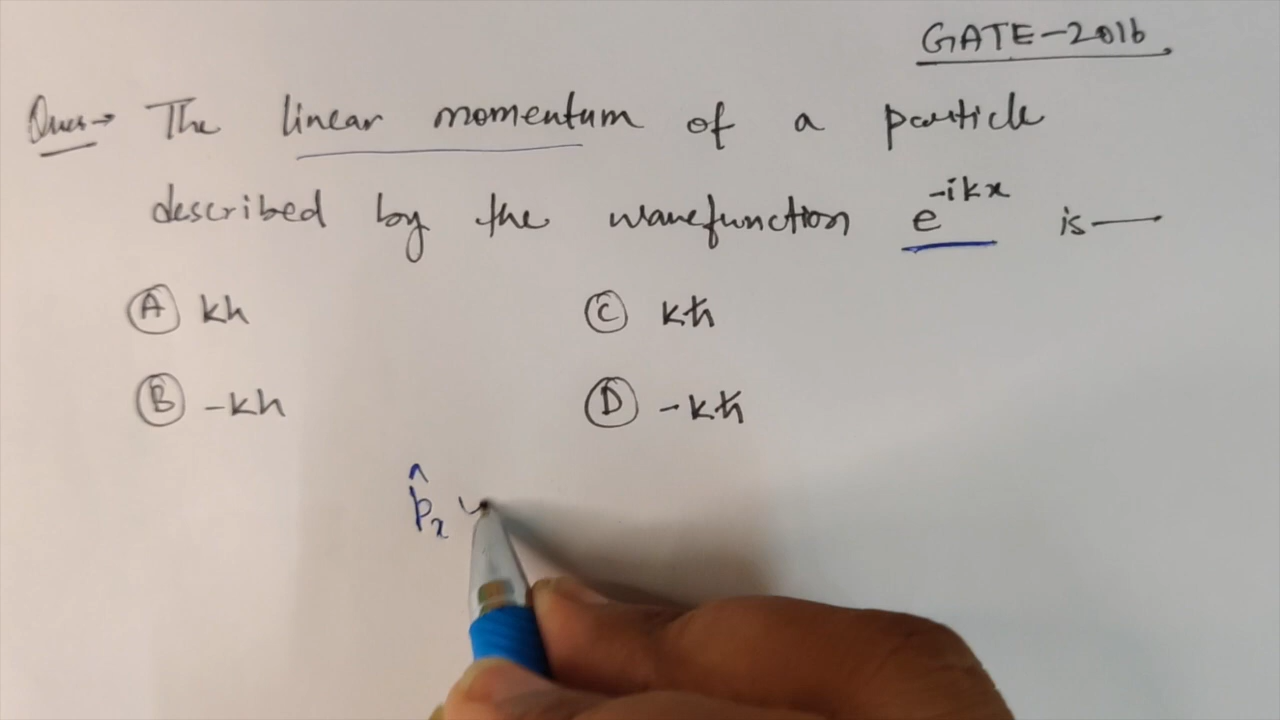 GATE-2016
Ques→ The linear momentum of a particle
described by the wavefunction e^{-ikx} is—
Ⓐ kh
Ⓒ kħ
Ⓑ -kh
Ⓓ -kħ
p̂ₓ